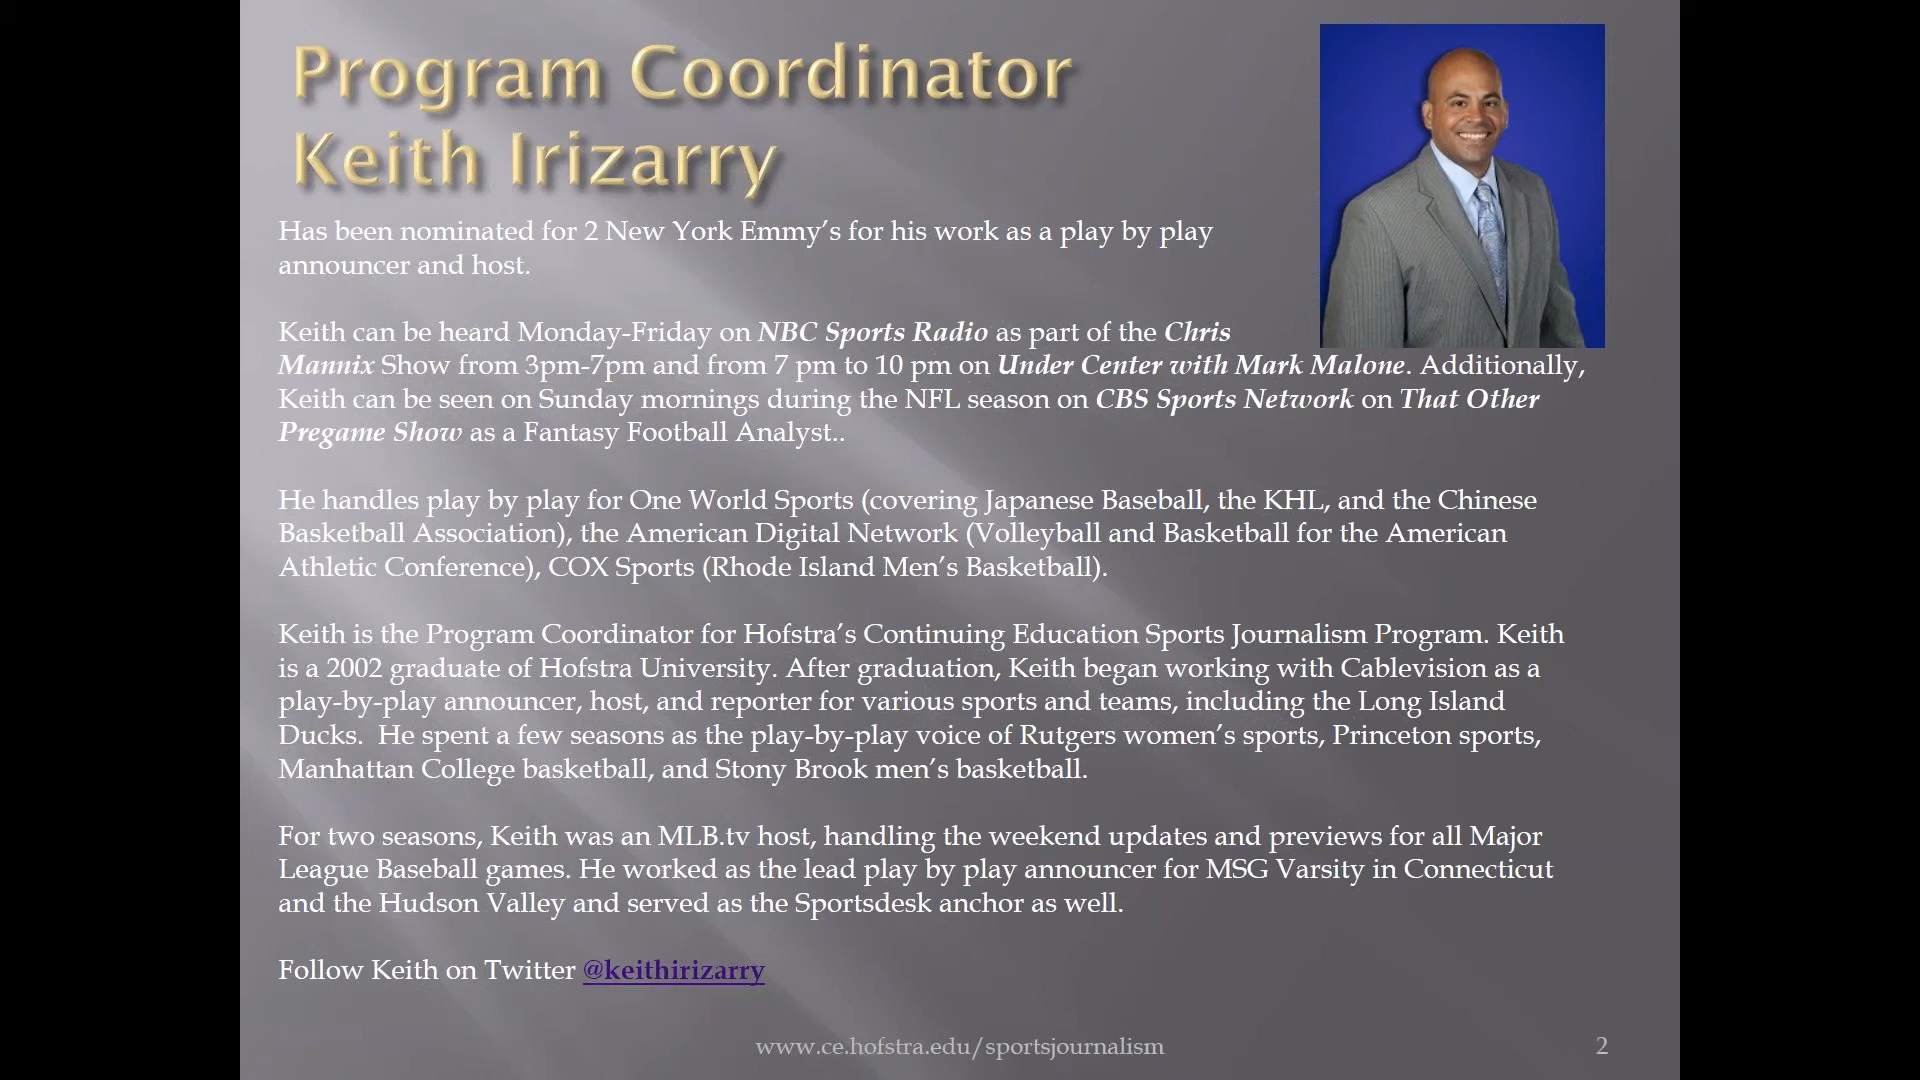 Program Coordinator
Keith Irizarry
Has been nominated for 2 New York Emmy’s for his work as a play by play
announcer and host.
Keith can be heard Monday-Friday on NBC Sports Radio as part of the Chris
Mannix Show from 3pm-7pm and from 7 pm to 10 pm on Under Center with Mark Malone. Additionally,
Keith can be seen on Sunday mornings during the NFL season on CBS Sports Network on That Other
Pregame Show as a Fantasy Football Analyst..
He handles play by play for One World Sports (covering Japanese Baseball, the KHL, and the Chinese
Basketball Association), the American Digital Network (Volleyball and Basketball for the American
Athletic Conference), COX Sports (Rhode Island Men’s Basketball).
Keith is the Program Coordinator for Hofstra’s Continuing Education Sports Journalism Program. Keith
is a 2002 graduate of Hofstra University. After graduation, Keith began working with Cablevision as a
play-by-play announcer, host, and reporter for various sports and teams, including the Long Island
Ducks.  He spent a few seasons as the play-by-play voice of Rutgers women’s sports, Princeton sports,
Manhattan College basketball, and Stony Brook men’s basketball.
For two seasons, Keith was an MLB.tv host, handling the weekend updates and previews for all Major
League Baseball games. He worked as the lead play by play announcer for MSG Varsity in Connecticut
and the Hudson Valley and served as the Sportsdesk anchor as well.
Follow Keith on Twitter @keithirizarry
www.ce.hofstra.edu/sportsjournalism
2